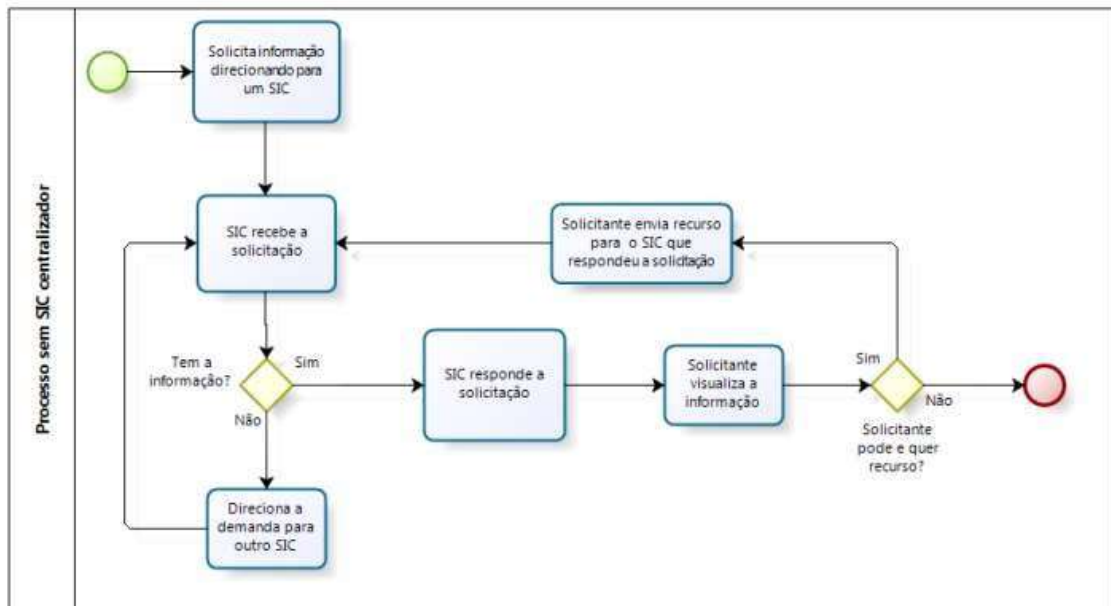 Processo sem SIC centralizador
Solicita informação
direcionando para
um SIC
SIC recebe a
solicitação
Solicitante envia recurso
para o SIC que
respondeu a solicitação
Tem a
informação?
Sim
Não
SIC responde a
solicitação
Solicitante
visualiza a
informação
Sim
Não
Solicitante
pode e quer
recurso?
Direciona a
demanda para
outro SIC